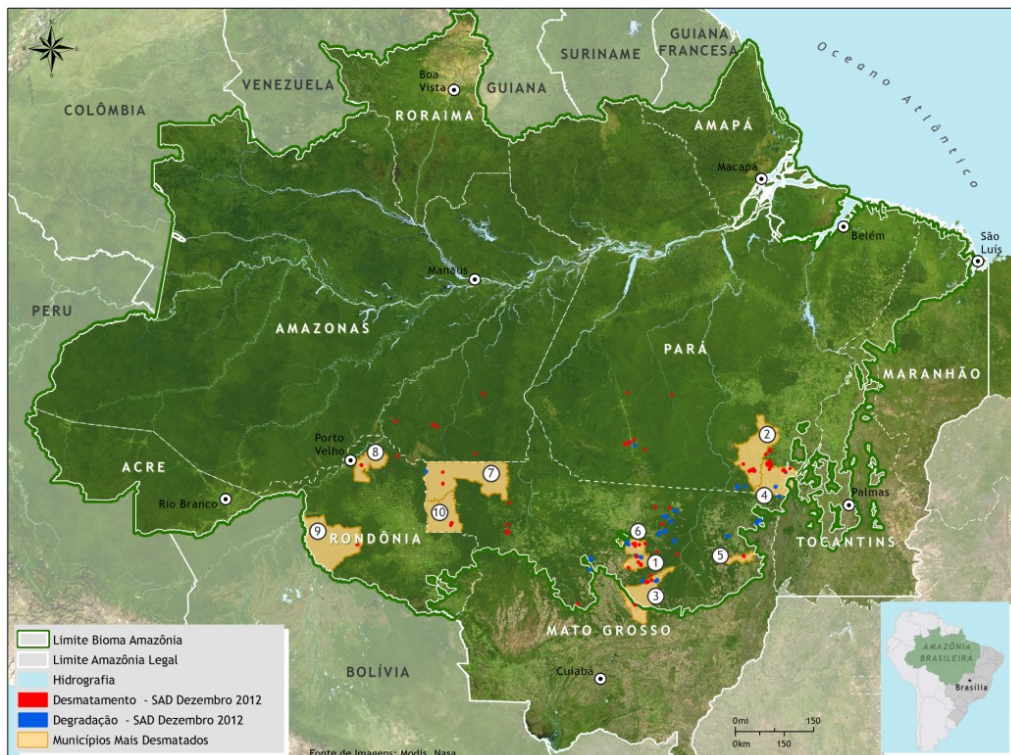 GUIANA
FRANCESA
SURINAME
Oceano Atlântico
VENEZUELA
Boa
Vista
GUIANA
COLÔMBIA
RORAIMA
AMAPÁ
Macapá
Belém
São
Luís
Manaus
PERU
AMAZONAS
PARÁ
MARANHÃO
2
Porto
Velho
8
7
ACRE
4
Palmas
Rio Branco
10
9
RONDÔNIA
6
TOCANTINS
1
5
3
MATO GROSSO
Limite Bioma Amazônia
Limite Amazônia Legal
Hidrografia
Desmatamento - SAD Dezembro 2012
Degradação - SAD Dezembro 2012
Municípios Mais Desmatados
BOLÍVIA
Cuiabá
AMAZÔNIA
BRASILEIRA
Brasília
0mi 150
0km 150
Fonte de Imagens: Modis, Nasa